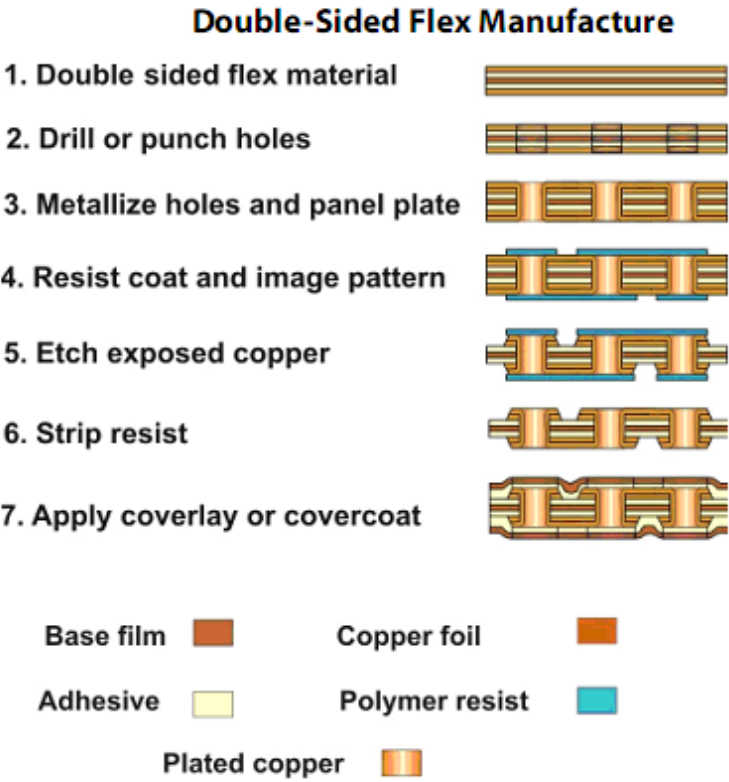 Double-Sided Flex Manufacture
1. Double sided flex material
2. Drill or punch holes
3. Metallize holes and panel plate
4. Resist coat and image pattern
5. Etch exposed copper
6. Strip resist
7. Apply coverlay or covercoat
Base film
Copper foil
Adhesive
Polymer resist
Plated copper